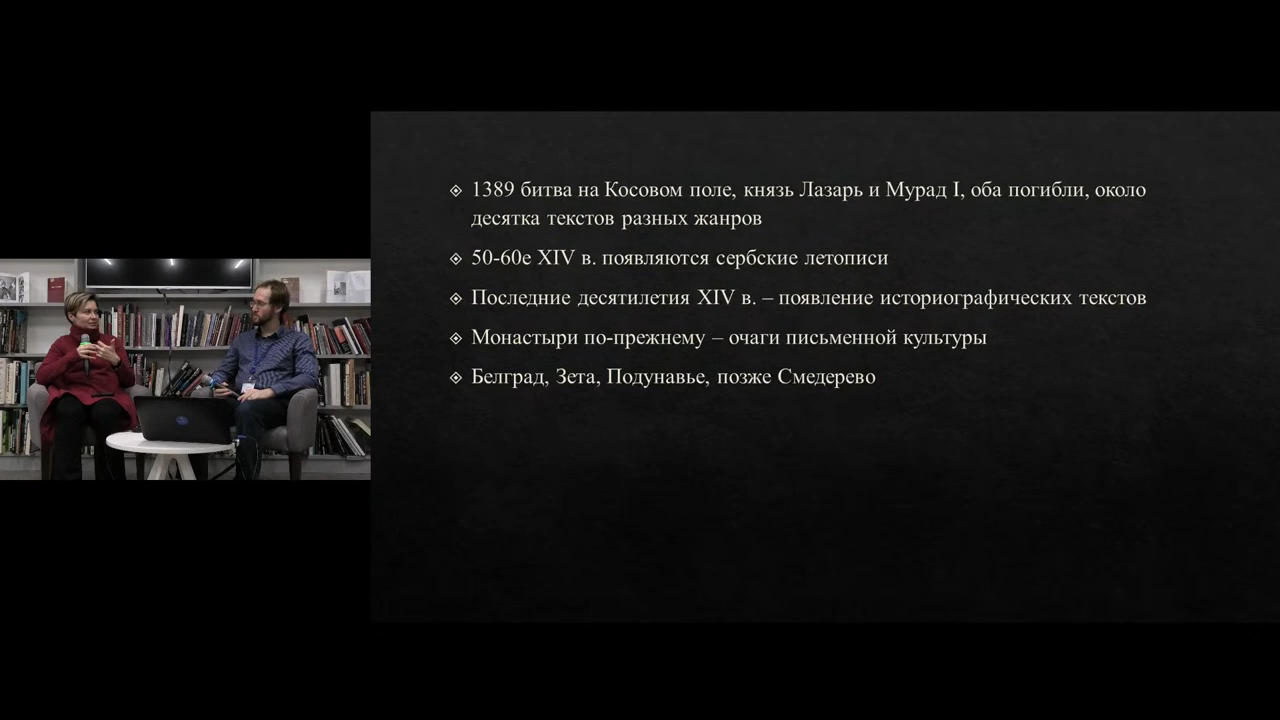 1389 битва на Косовом поле, князь Лазарь и Мурад I, оба погибли, около
десятка текстов разных жанров
50-60е XIV в. появляются сербские летописи
Последние десятилетия XIV в. – появление историографических текстов
Монастыри по-прежнему – очаги письменной культуры
Белград, Зета, Подунавье, позже Смедерево